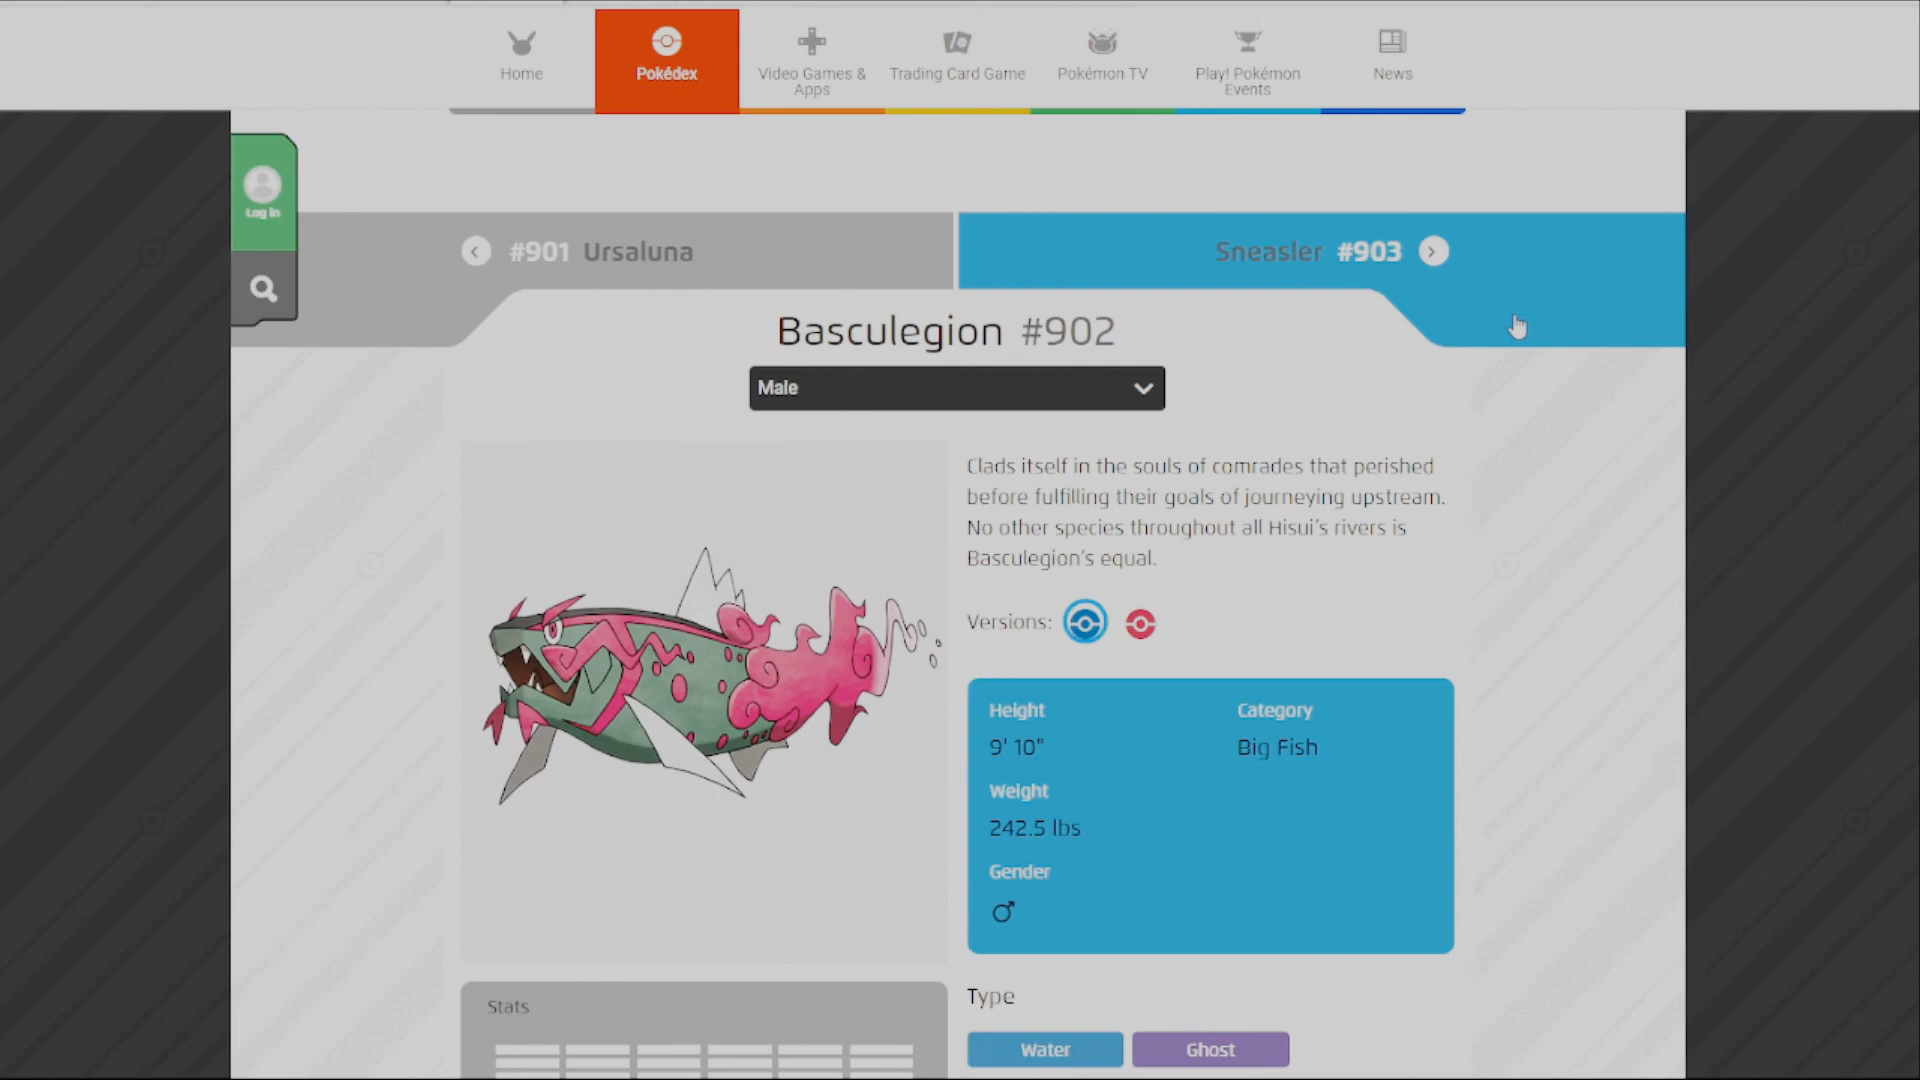 Home
Pokédex
Video Games &
Apps
Trading Card Game
Pokémon TV
Play! Pokémon
Events
News
Log In
#901 Ursaluna
Sneasler #903
Basculegion #902
Male
Clads itself in the souls of comrades that perished
before fulfilling their goals of journeying upstream.
No other species throughout all Hisui's rivers is
Basculegion's equal.
Versions:
Height
9' 10"
Category
Big Fish
Weight
242.5 lbs
Gender
Stats
Type
Water
Ghost